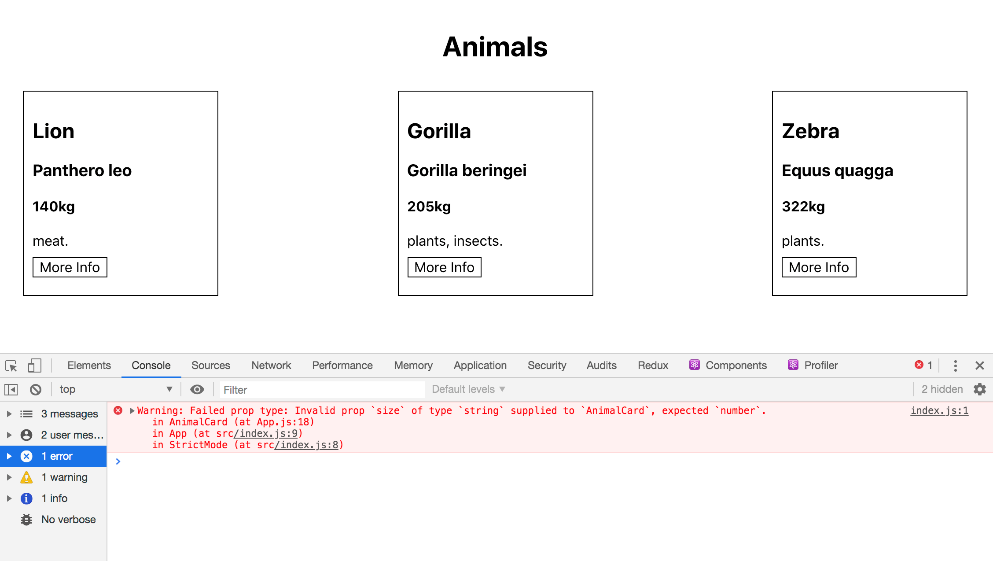 Animals
Lion
Panthero leo
140kg
meat.
More Info
Gorilla
Gorilla beringei
205kg
plants, insects.
More Info
Zebra
Equus quagga
322kg
plants.
More Info
Elements Console Sources Network Performance Memory Application Security Audits Redux Components Profiler 1
top Filter Default levels 2 hidden
3 messages
2 user mes...
1 error
1 warning
1 info
No verbose
Warning: Failed prop type: Invalid prop `size` of type `string` supplied to `AnimalCard`, expected `number`. index.js:1
in AnimalCard (at App.js:18)
in App (at src/index.js:9)
in StrictMode (at src/index.js:8)